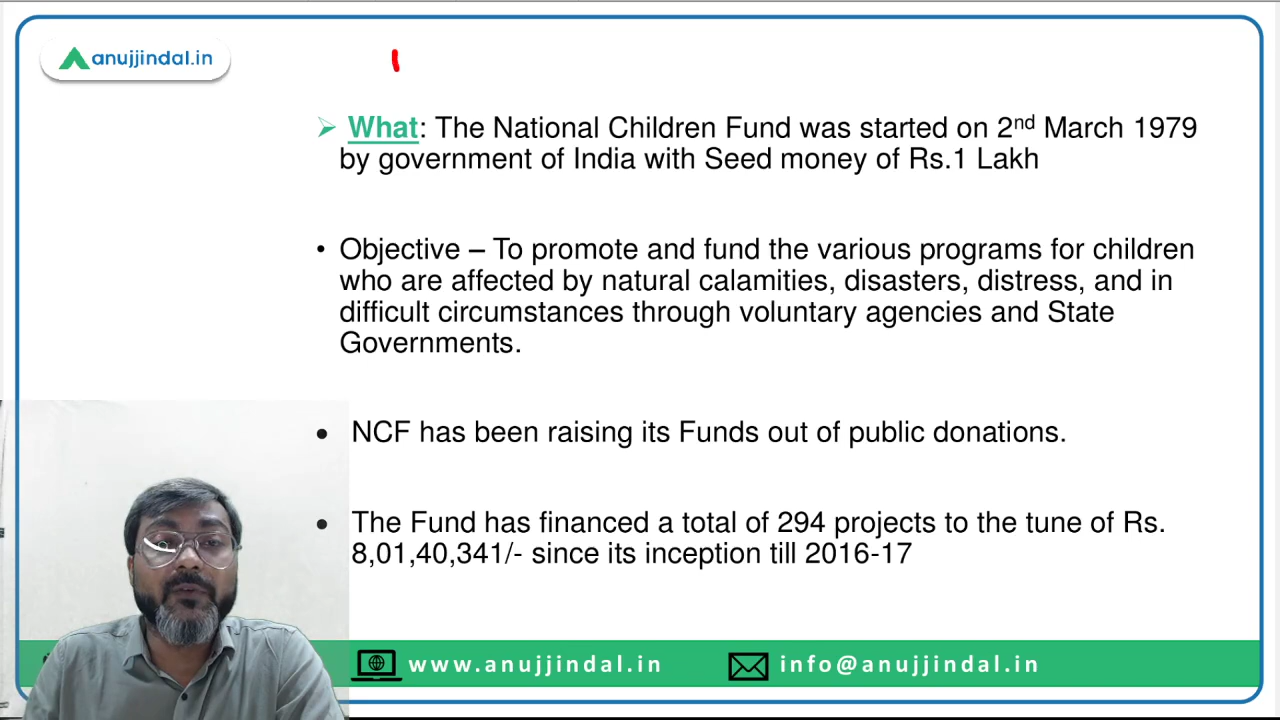 anujjindal.in
➢ What: The National Children Fund was started on 2nd March 1979
by government of India with Seed money of Rs.1 Lakh
• Objective – To promote and fund the various programs for children
who are affected by natural calamities, disasters, distress, and in
difficult circumstances through voluntary agencies and State
Governments.
• NCF has been raising its Funds out of public donations.
• The Fund has financed a total of 294 projects to the tune of Rs.
8,01,40,341/- since its inception till 2016-17
www.anujjindal.in info@anujjindal.in